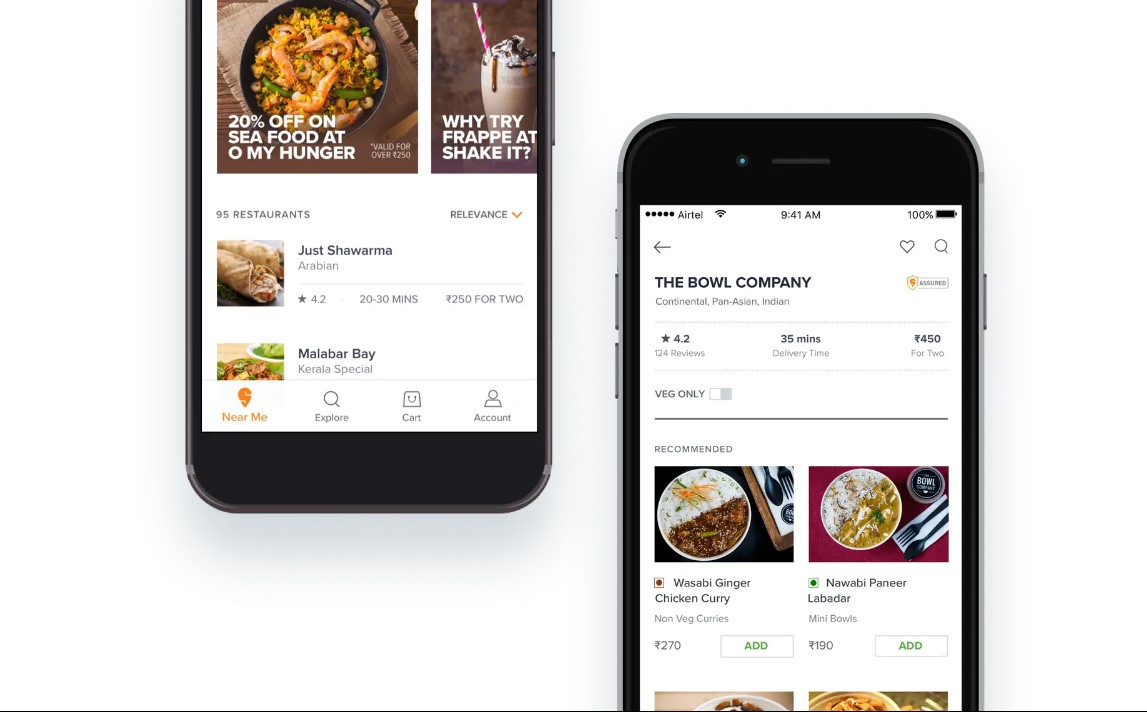 20% OFF ON
SEA FOOD AT
O MY HUNGER
*VALID FOR
OVER ₹250
WHY TRY
FRAPPE AT
SHAKE IT?
95 RESTAURANTS
RELEVANCE
Just Shawarma
Arabian
★ 4.2 · 20-30 MINS ₹250 FOR TWO
Malabar Bay
Kerala Special
Near Me Explore Cart Account
Airtel 9:41 AM 100%
THE BOWL COMPANY
ASSURED
Continental, Pan-Asian, Indian
★ 4.2 35 mins ₹450
124 Reviews Delivery Time For Two
VEG ONLY
RECOMMENDED
BOWL
COMPANY
Wasabi Ginger
Chicken Curry
Non Veg Curries
₹270 ADD
Nawabi Paneer
Labadar
Mini Bowls
₹190 ADD